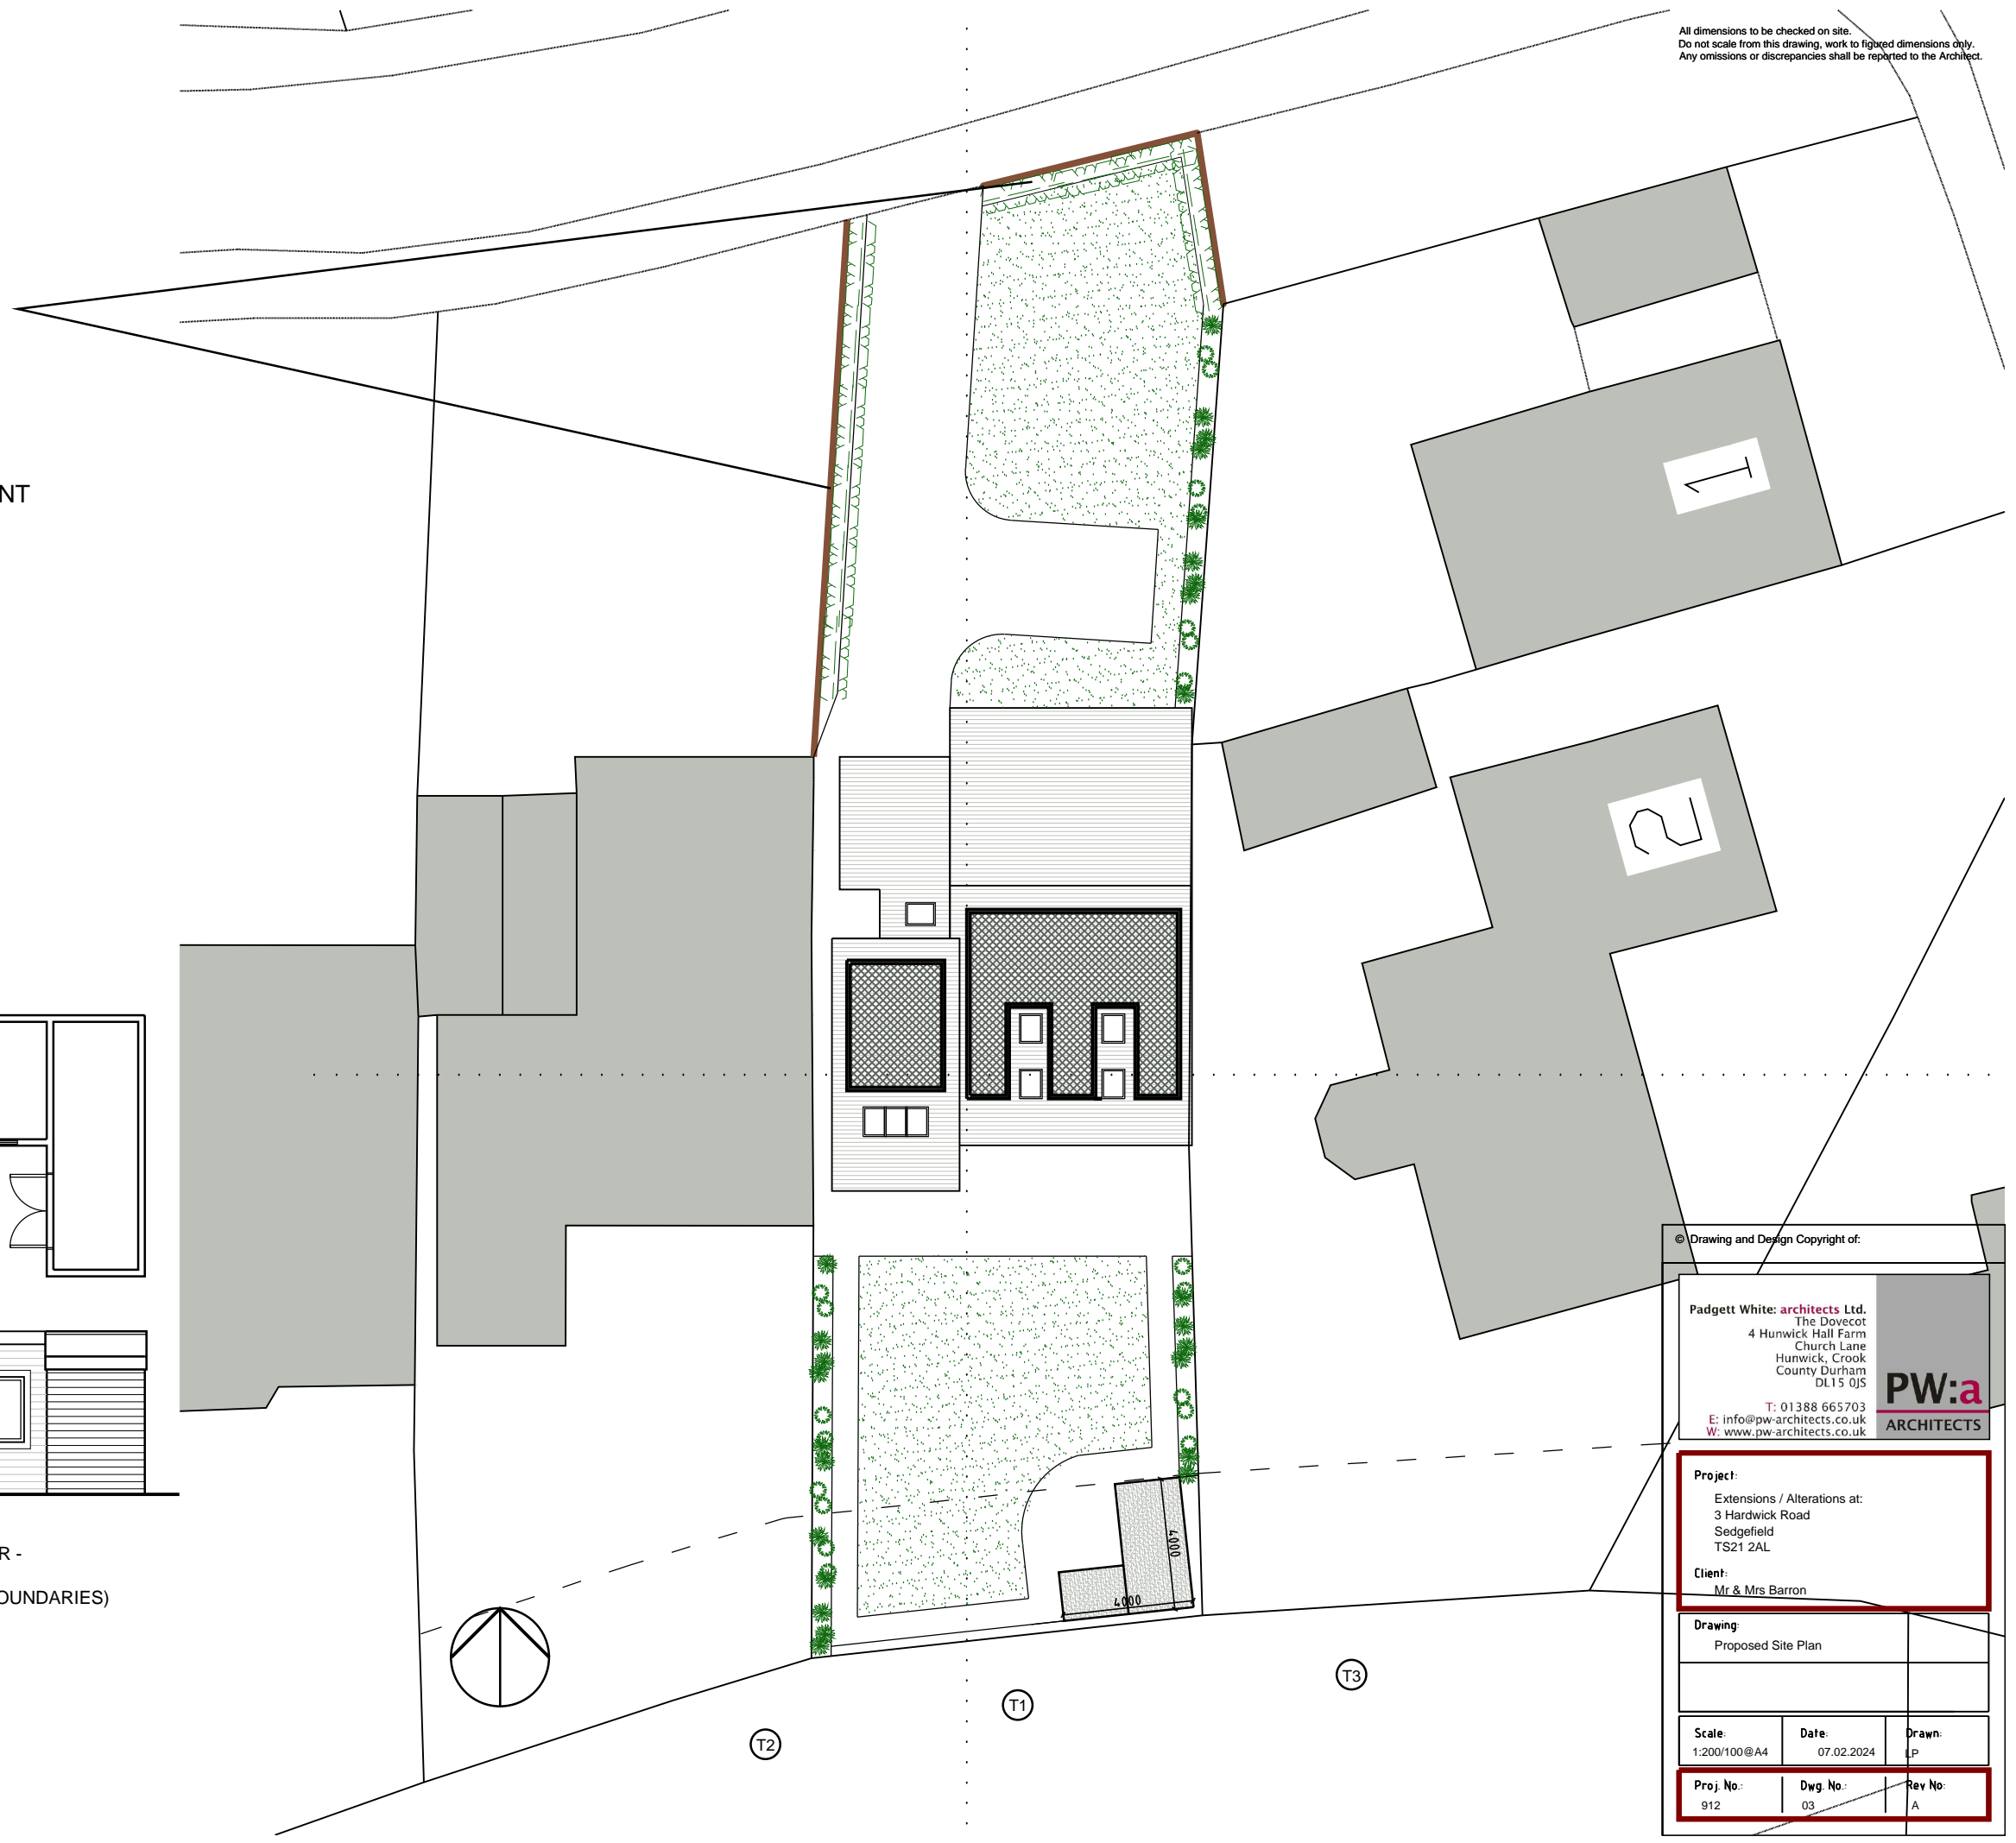 All dimensions to be checked on site.
Do not scale from this drawing, work to figured dimensions only.
Any omissions or discrepancies shall be reported to the Architect.
NT
1
2
R -
OUNDARIES)
4000
4000
T1
T2
T3
© Drawing and Design Copyright of:
Padgett White: architects Ltd.
The Dovecot
4 Hunwick Hall Farm
Church Lane
Hunwick, Crook
County Durham
DL15 0JS
T: 01388 665703
E: info@pw-architects.co.uk
W: www.pw-architects.co.uk
PW:a
ARCHITECTS
Project:
Extensions / Alterations at:
3 Hardwick Road
Sedgefield
TS21 2AL
Client:
Mr & Mrs Barron
Drawing:
Proposed Site Plan
Scale: Date: Drawn:
1:200/100@A4 07.02.2024 LP
Proj. No.: Dwg. No.: Rev No:
912 03 A